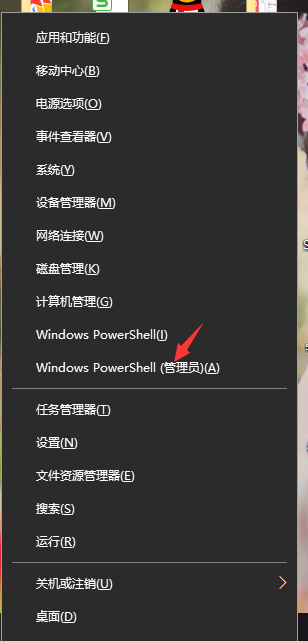 应用和功能(F)
移动中心(B)
电源选项(O)
事件查看器(V)
系统(Y)
设备管理器(M)
网络连接(W)
磁盘管理(K)
计算机管理(G)
Windows PowerShell(I)
Windows PowerShell (管理员)(A)
任务管理器(T)
设置(N)
文件资源管理器(E)
搜索(S)
运行(R)
关机或注销(U)
桌面(D)